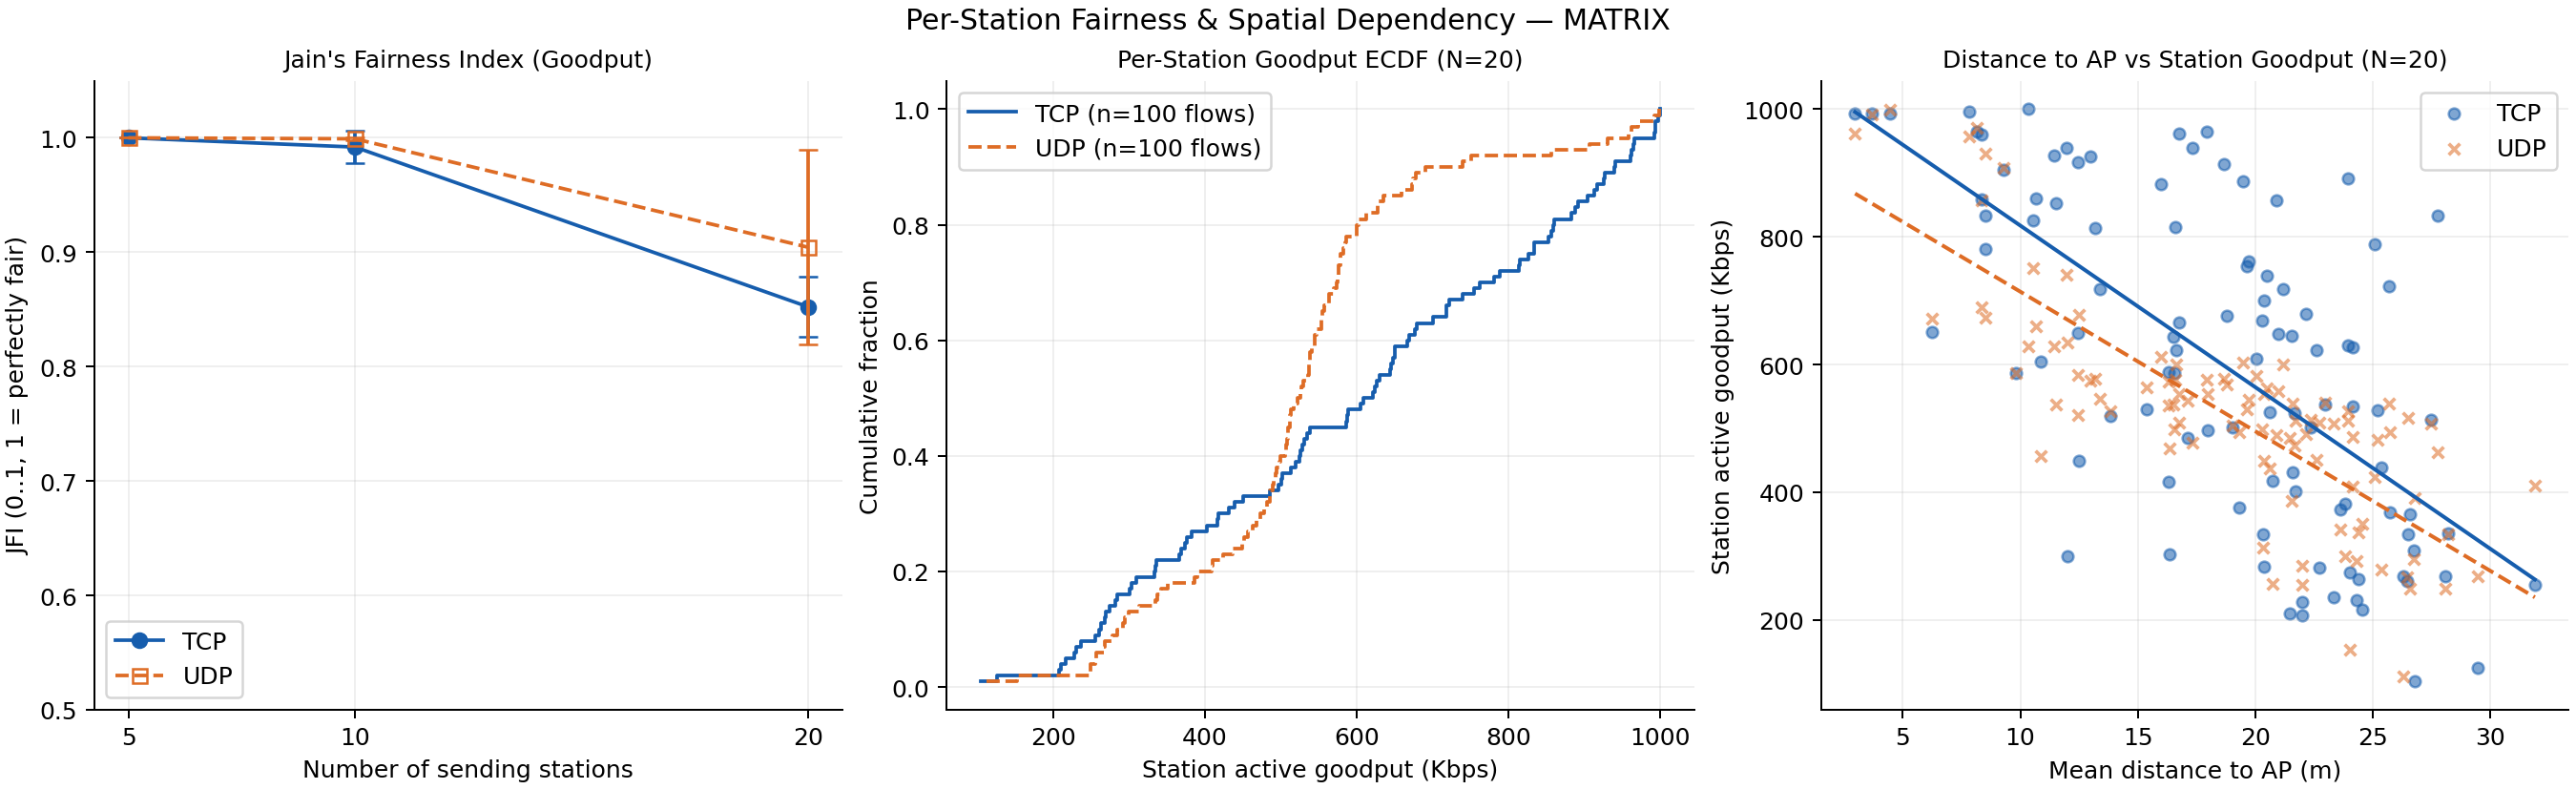 Per-Station Fairness & Spatial Dependency — MATRIX
Jain's Fairness Index (Goodput)
JFI (0..1, 1 = perfectly fair)
1.0
0.9
0.8
0.7
0.6
0.5
TCP
UDP
5
10
20
Number of sending stations
Per-Station Goodput ECDF (N=20)
Cumulative fraction
1.0
0.8
0.6
0.4
0.2
0.0
TCP (n=100 flows)
UDP (n=100 flows)
200
400
600
800
1000
Station active goodput (Kbps)
Distance to AP vs Station Goodput (N=20)
Station active goodput (Kbps)
1000
800
600
400
200
TCP
UDP
5
10
15
20
25
30
Mean distance to AP (m)